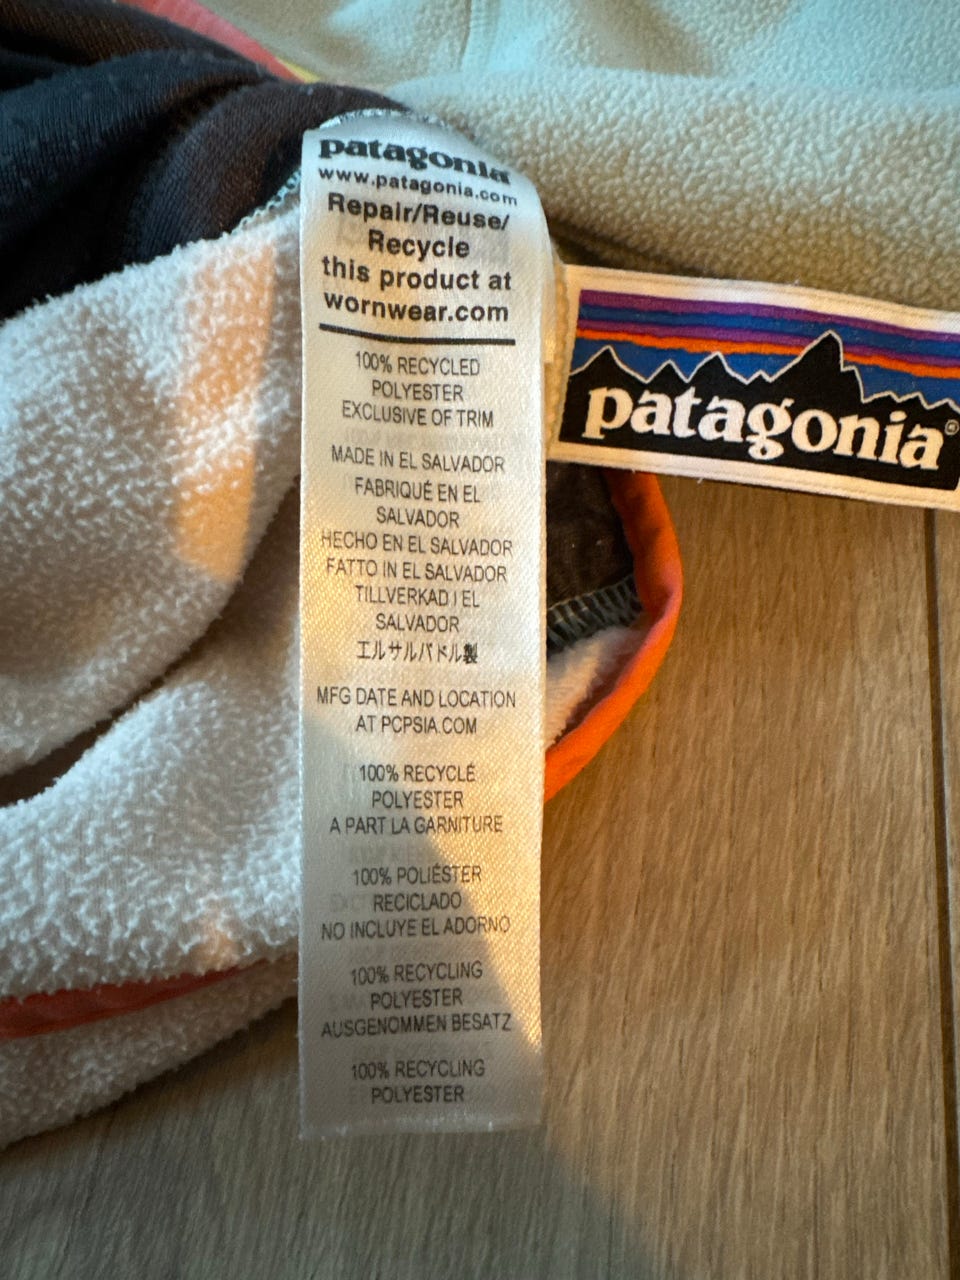 patagonia
www.patagonia.com
Repair/Reuse/
Recycle
this product at
wornwear.com
100% RECYCLED
POLYESTER
EXCLUSIVE OF TRIM
MADE IN EL SALVADOR
FABRIQUÉ EN EL
SALVADOR
HECHO EN EL SALVADOR
FATTO IN EL SALVADOR
TILLVERKAD I EL
SALVADOR
エルサルバドル製
MFG DATE AND LOCATION
AT PCPSIA.COM
100% RECYCLÉ
POLYESTER
A PART LA GARNITURE
100% POLIÉSTER
RECICLADO
NO INCLUYE EL ADORNO
100% RECYCLING
POLYESTER
AUSGENOMMEN BESATZ
100% RECYCLING
POLYESTER
patagonia®